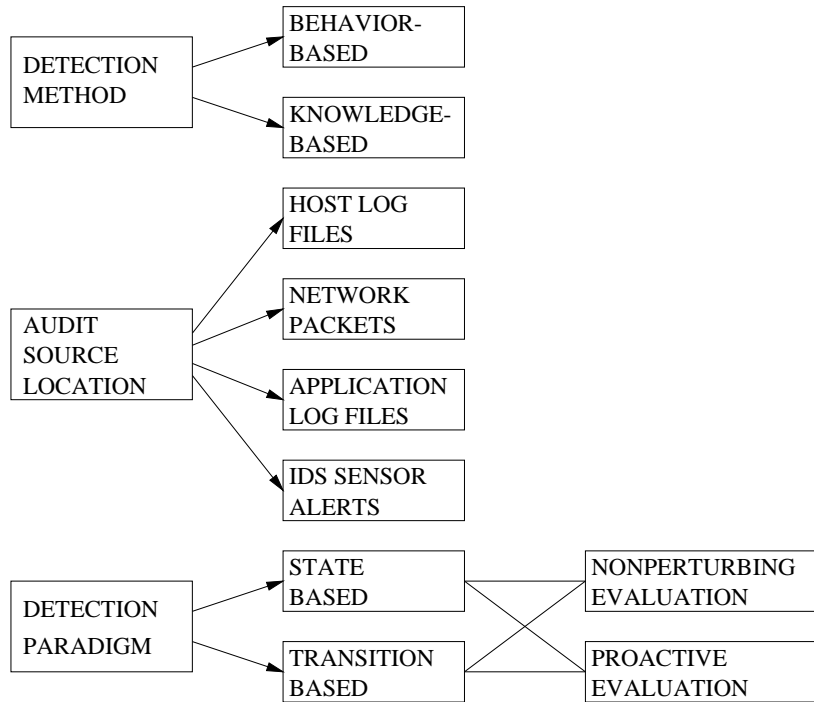 DETECTION
METHOD
BEHAVIOR-
BASED
KNOWLEDGE-
BASED
AUDIT
SOURCE
LOCATION
HOST LOG
FILES
NETWORK
PACKETS
APPLICATION
LOG FILES
IDS SENSOR
ALERTS
DETECTION
PARADIGM
STATE
BASED
TRANSITION
BASED
NONPERTURBING
EVALUATION
PROACTIVE
EVALUATION